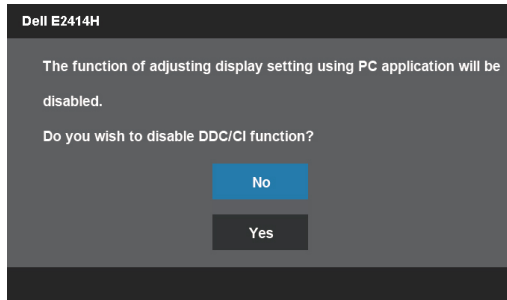 Dell E2414H
The function of adjusting display setting using PC application will be
disabled.
Do you wish to disable DDC/CI function?
No
Yes